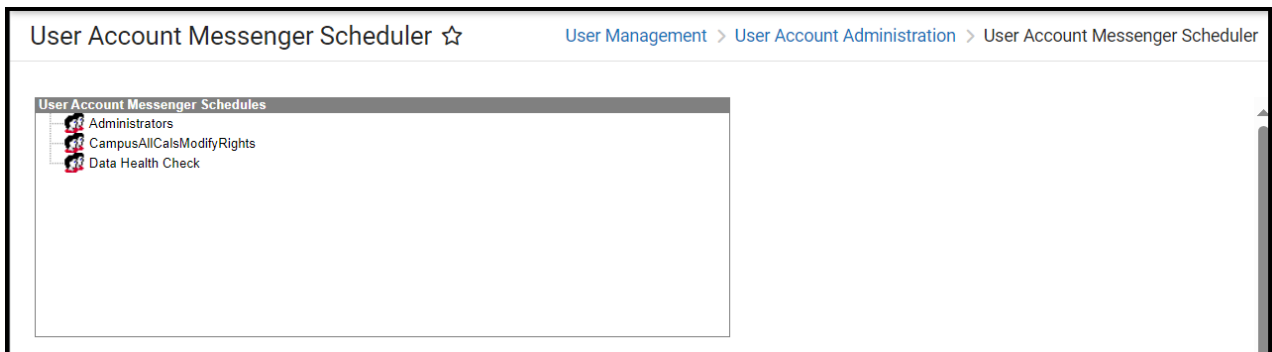 User Account Messenger Scheduler ☆
User Management > User Account Administration > User Account Messenger Scheduler
User Account Messenger Schedules
Administrators
CampusAllCalsModifyRights
Data Health Check